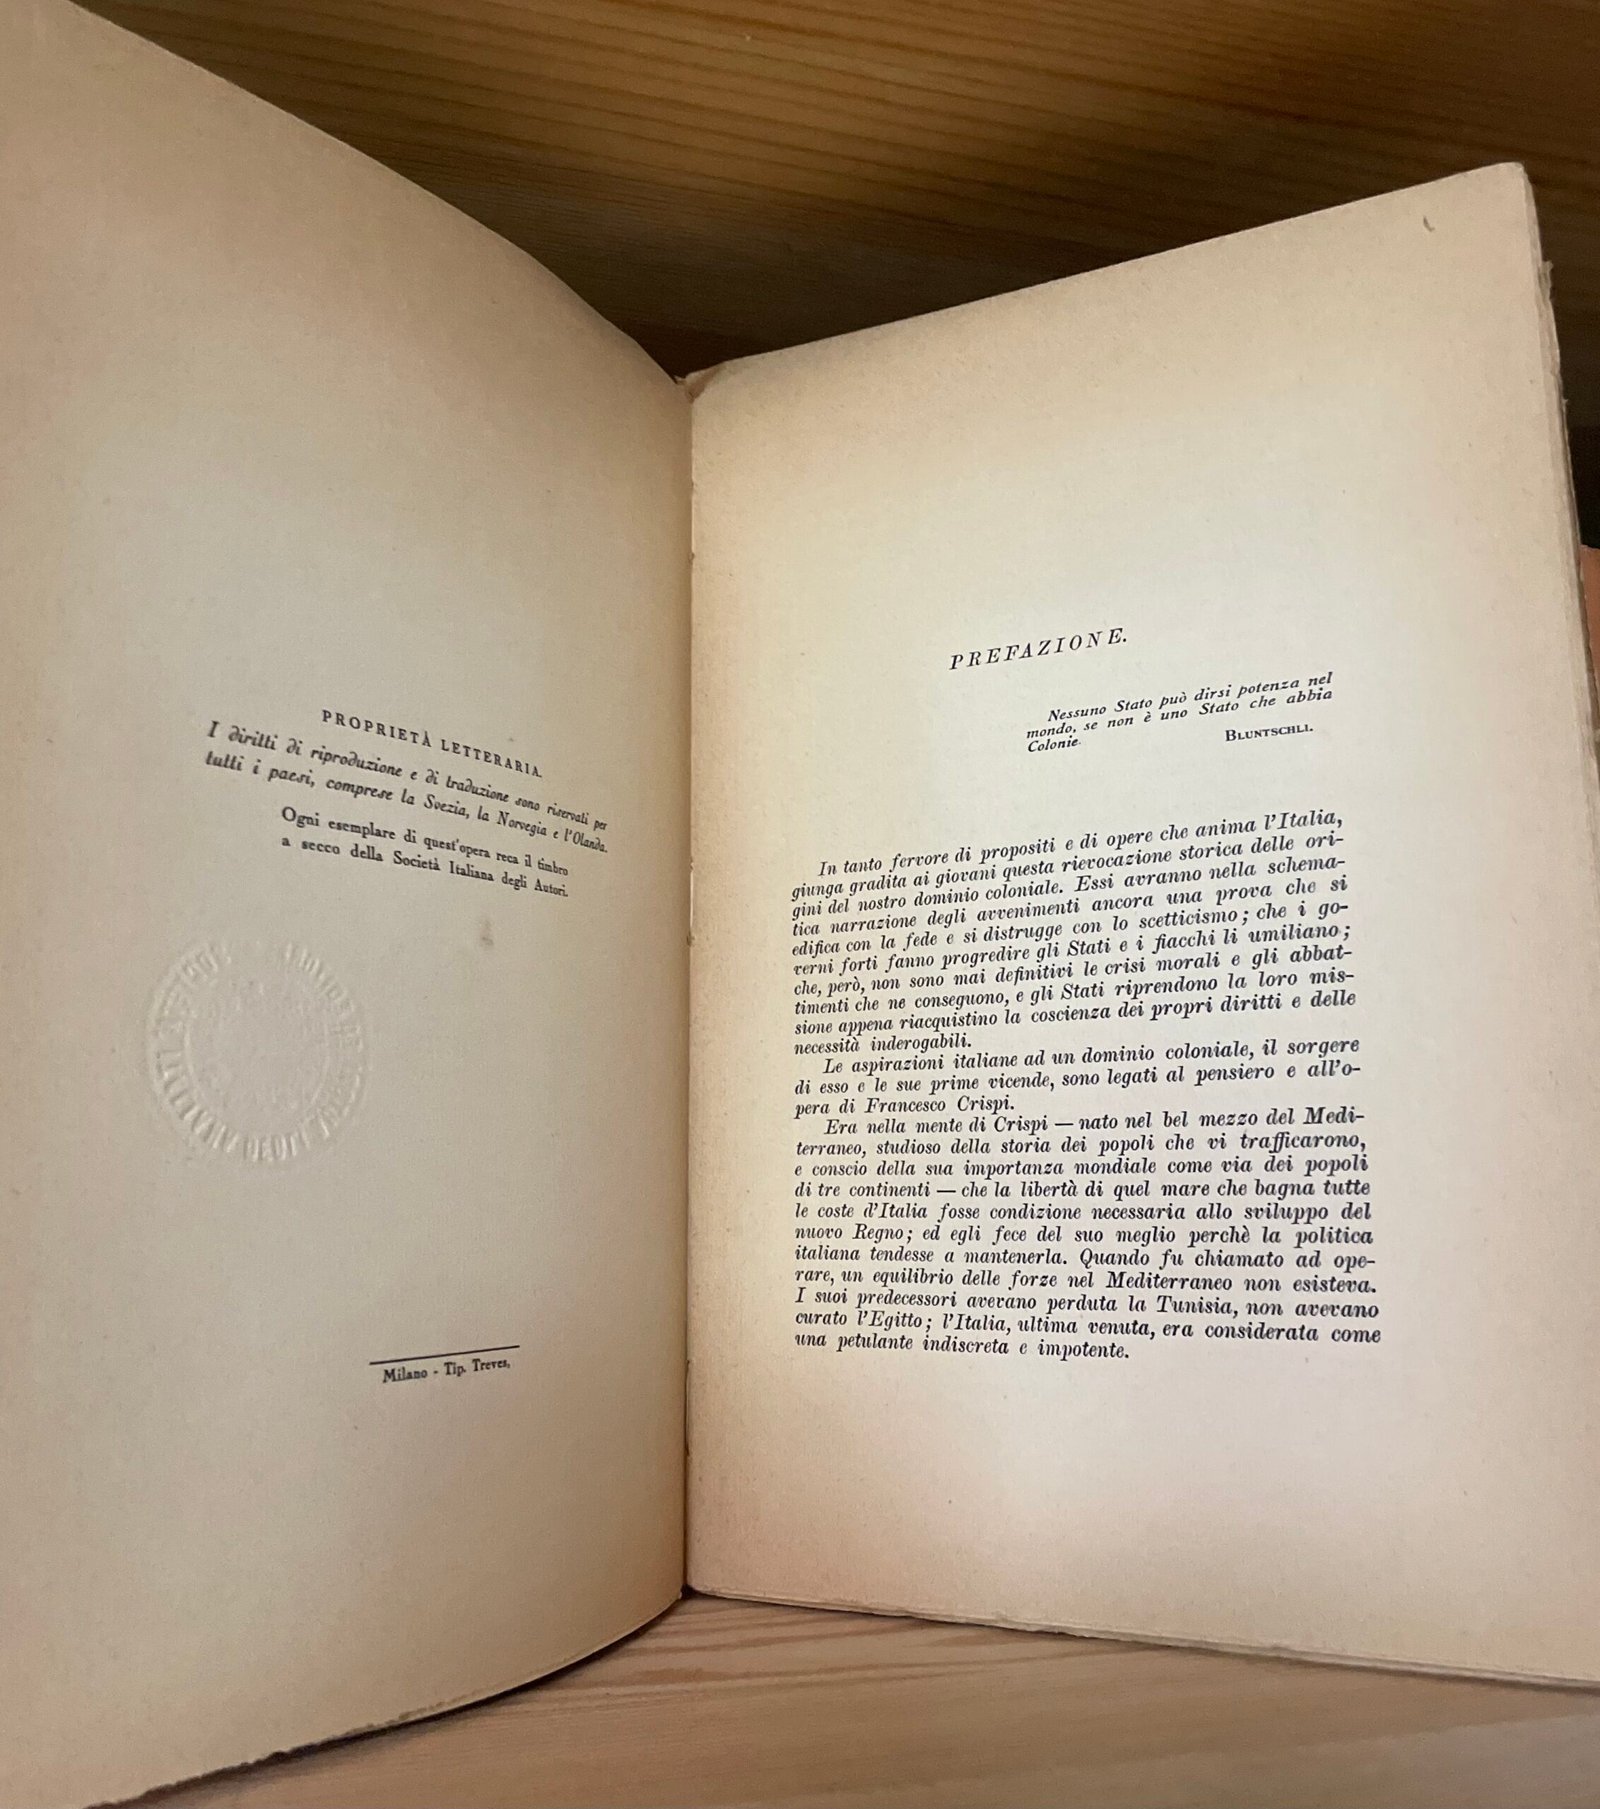 PROPRIETÀ LETTERARIA.
I diritti di riproduzione e di traduzione sono riservati per
tutti i paesi, comprese la Svezia, la Norvegia e l'Olanda.
Ogni esemplare di quest'opera reca il timbro
a secco della Società Italiana degli Autori.
Milano - Tip. Treves.
PREFAZIONE.
Nessuno Stato può dirsi potenza nel
mondo, se non è uno Stato che abbia
Colonie.
BLUNTSCHLI.
In tanto fervore di propositi e di opere che anima l'Italia,
giunga gradita ai giovani questa rievocazione storica delle ori-
gini del nostro dominio coloniale. Essi avranno nella schema-
tica narrazione degli avvenimenti ancora una prova che si
edifica con la fede e si distrugge con lo scetticismo; che i go-
verni forti fanno progredire gli Stati e i fiacchi li umiliano;
che, però, non sono mai definitivi le crisi morali e gli abbat-
timenti che ne conseguono, e gli Stati riprendono la loro mis-
sione appena riacquistino la coscienza dei propri diritti e delle
necessità inderogabili.
Le aspirazioni italiane ad un dominio coloniale, il sorgere
di esso e le sue prime vicende, sono legati al pensiero e all'o-
pera di Francesco Crispi.
Era nella mente di Crispi — nato nel bel mezzo del Medi-
terraneo, studioso della storia dei popoli che vi trafficarono,
e conscio della sua importanza mondiale come via dei popoli
di tre continenti — che la libertà di quel mare che bagna tutte
le coste d'Italia fosse condizione necessaria allo sviluppo del
nuovo Regno; ed egli fece del suo meglio perchè la politica
italiana tendesse a mantenerla. Quando fu chiamato ad ope-
rare, un equilibrio delle forze nel Mediterraneo non esisteva.
I suoi predecessori avevano perduta la Tunisia, non avevano
curato l'Egitto; l'Italia, ultima venuta, era considerata come
una petulante indiscreta e impotente.